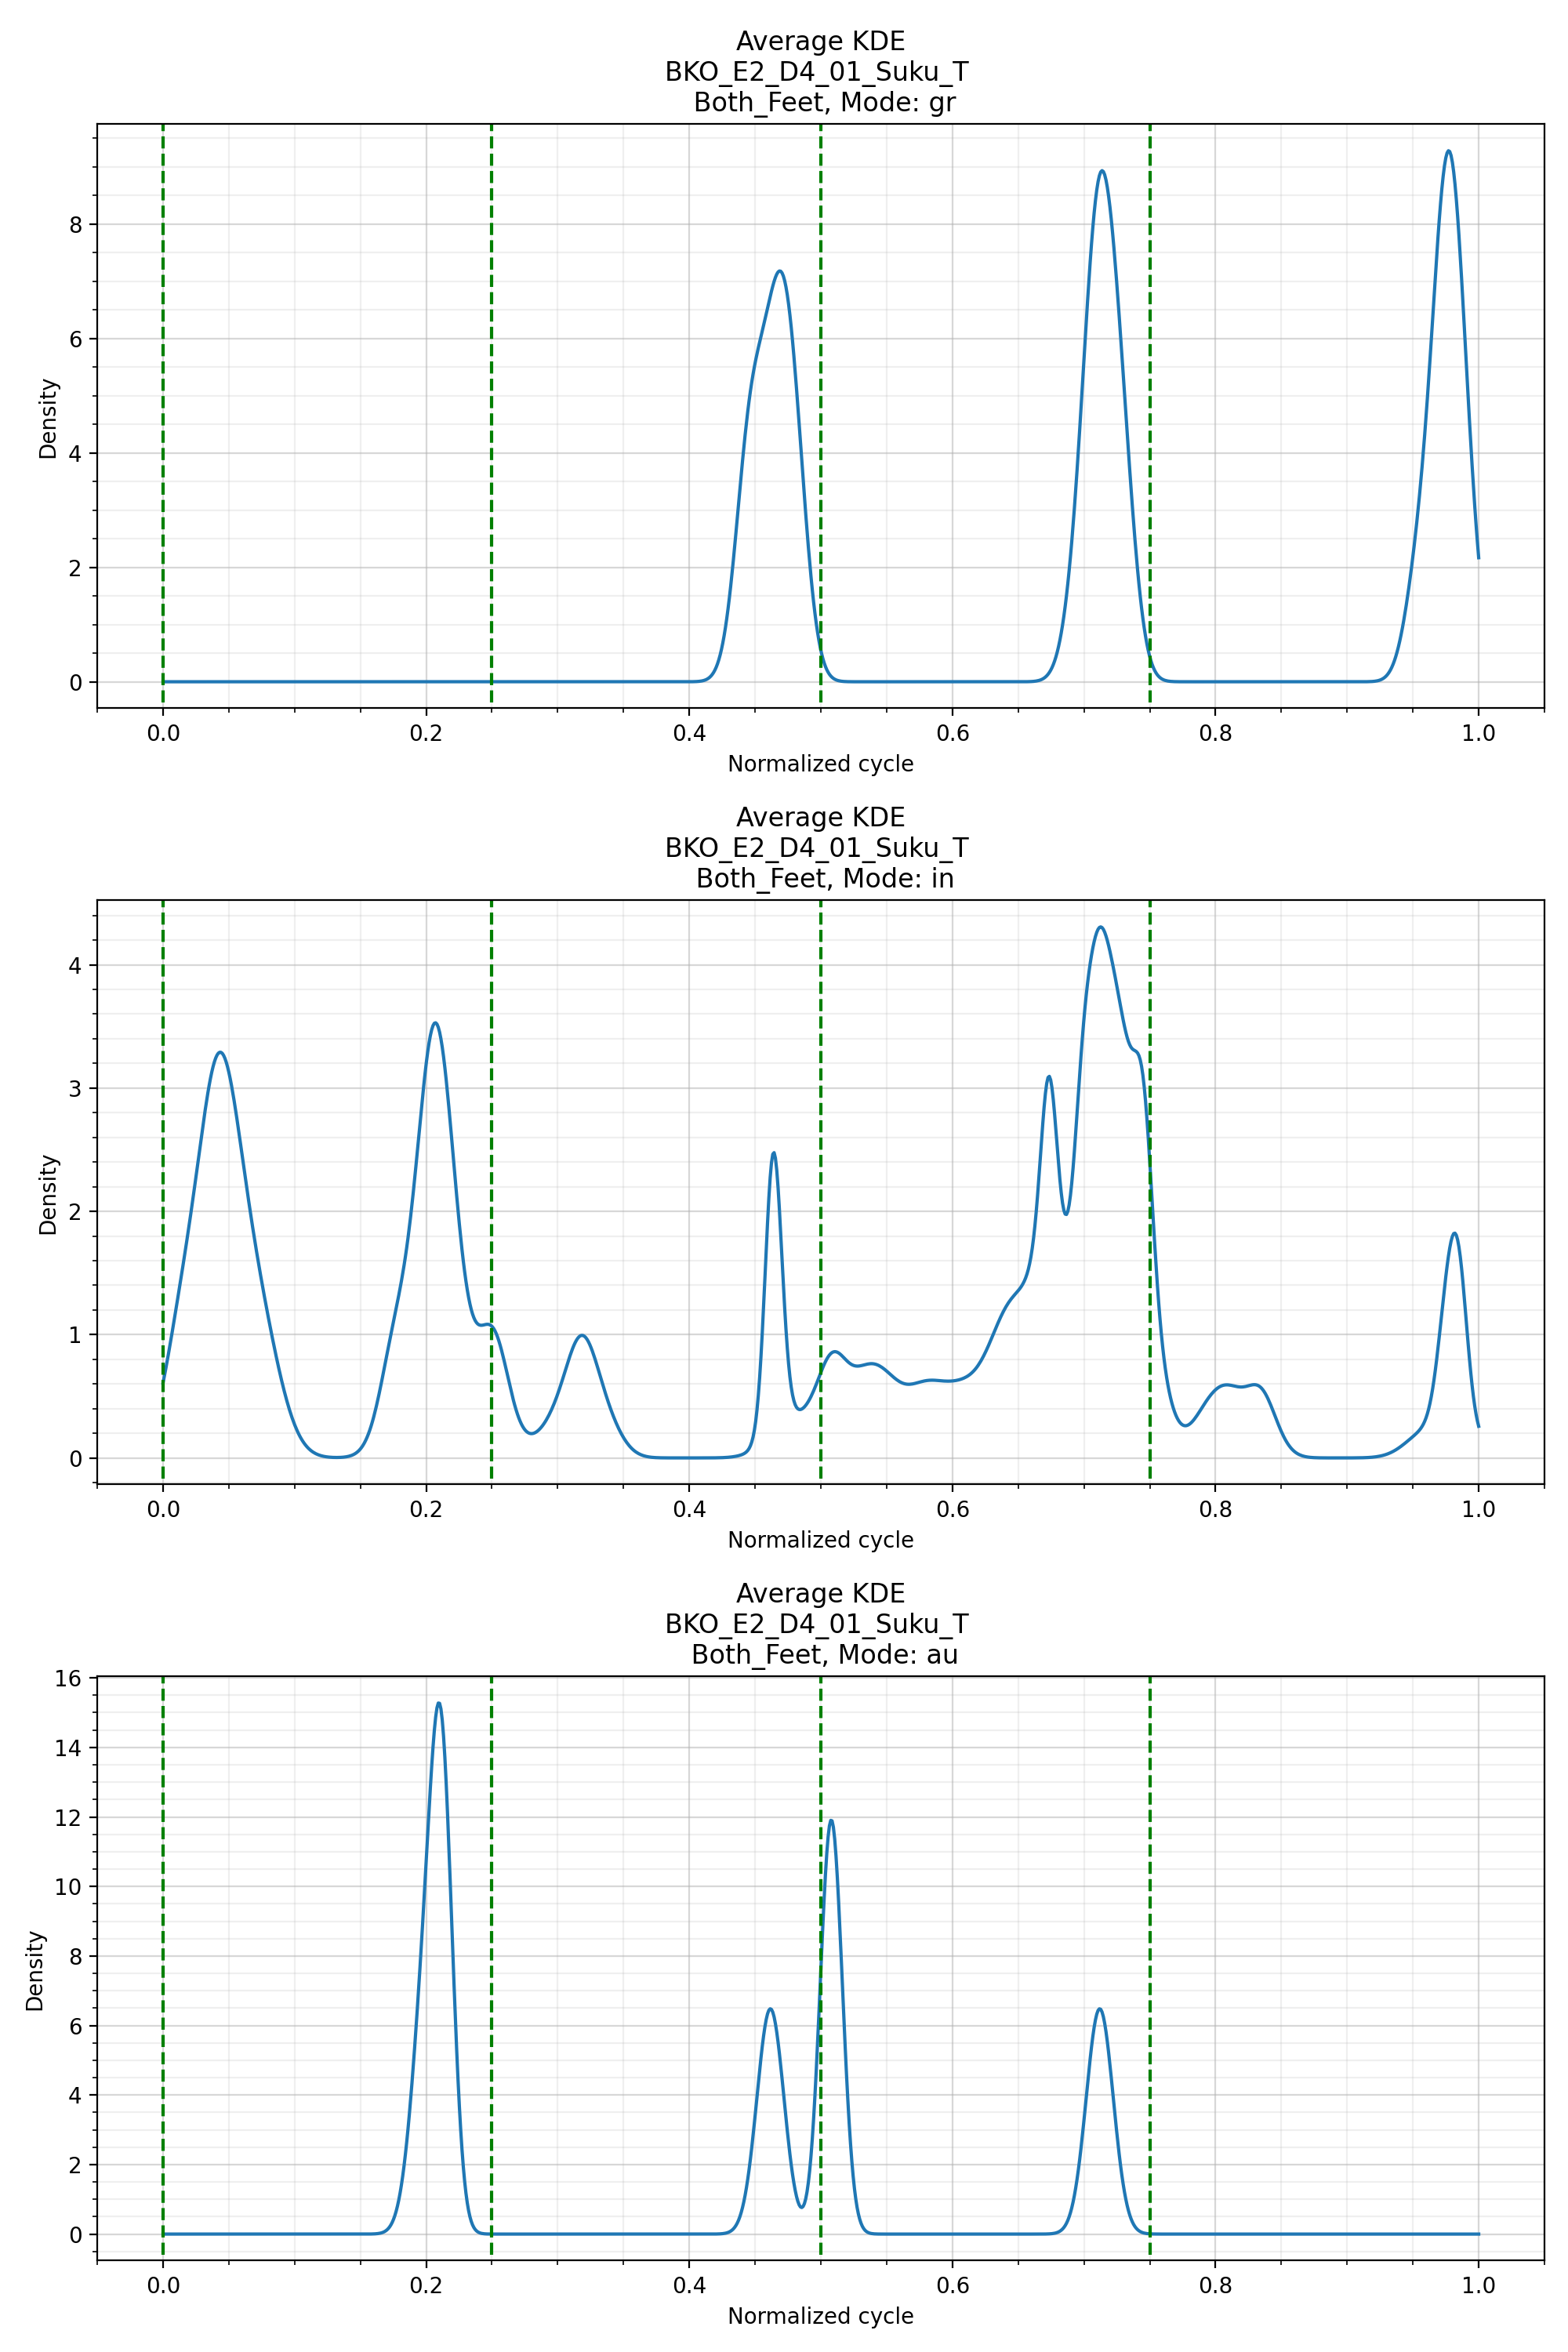 Average KDE
BKO_E2_D4_01_Suku_T
Both_Feet, Mode: gr
8
6
4
2
0
Density
0.0 0.2 0.4 0.6 0.8 1.0
Normalized cycle
Average KDE
BKO_E2_D4_01_Suku_T
Both_Feet, Mode: in
4
3
2
1
0
Density
0.0 0.2 0.4 0.6 0.8 1.0
Normalized cycle
Average KDE
BKO_E2_D4_01_Suku_T
Both_Feet, Mode: au
16
14
12
10
8
6
4
2
0
Density
0.0 0.2 0.4 0.6 0.8 1.0
Normalized cycle